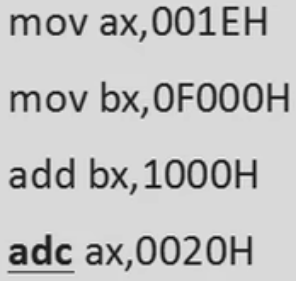 mov ax,001EH
mov bx,0F000H
add bx,1000H
adc ax,0020H